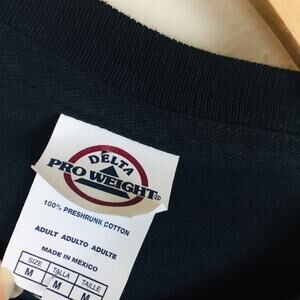 DELTA
PRO WEIGHT®
100% PRESHRUNK COTTON
ADULT ADULTO ADULTE
MADE IN MEXICO
SIZE TALLA TAILLE
M M M